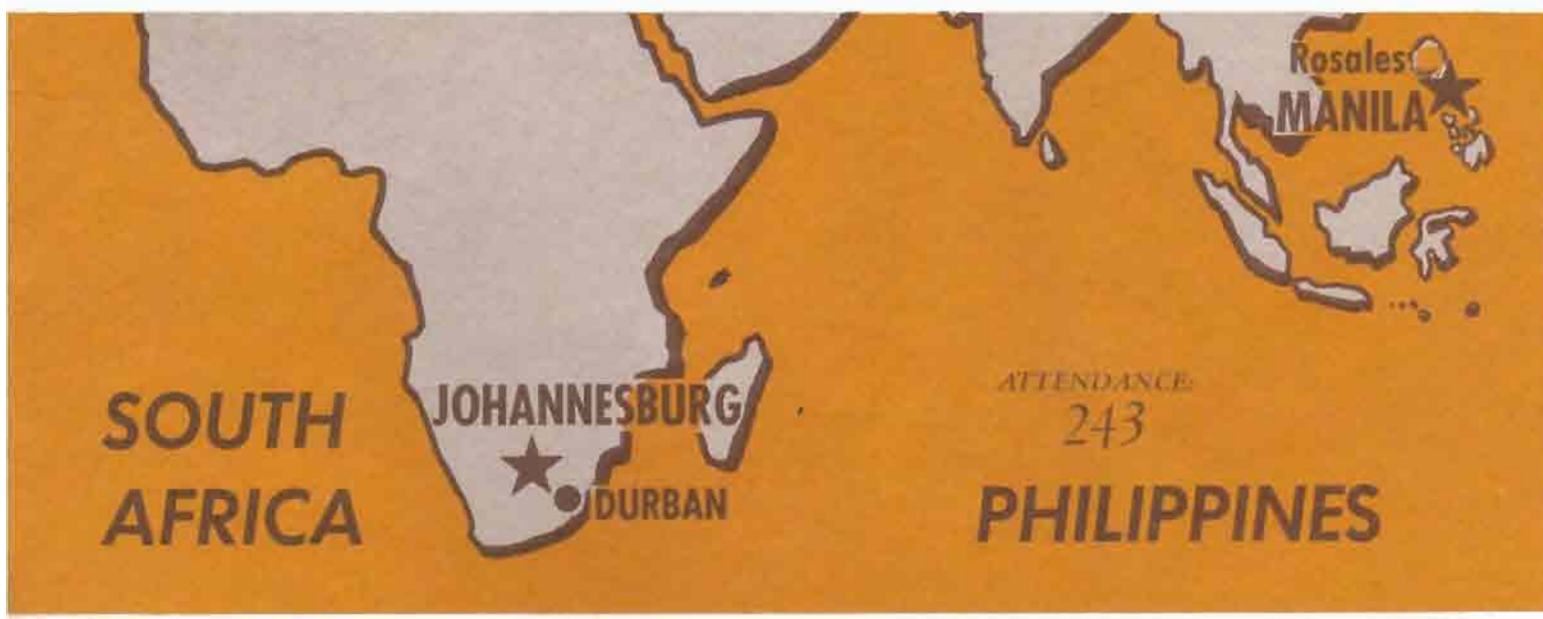 Rosales
MANILA
JOHANNESBURG
DURBAN
SOUTH
AFRICA
ATTENDANCE:
243
PHILIPPINES